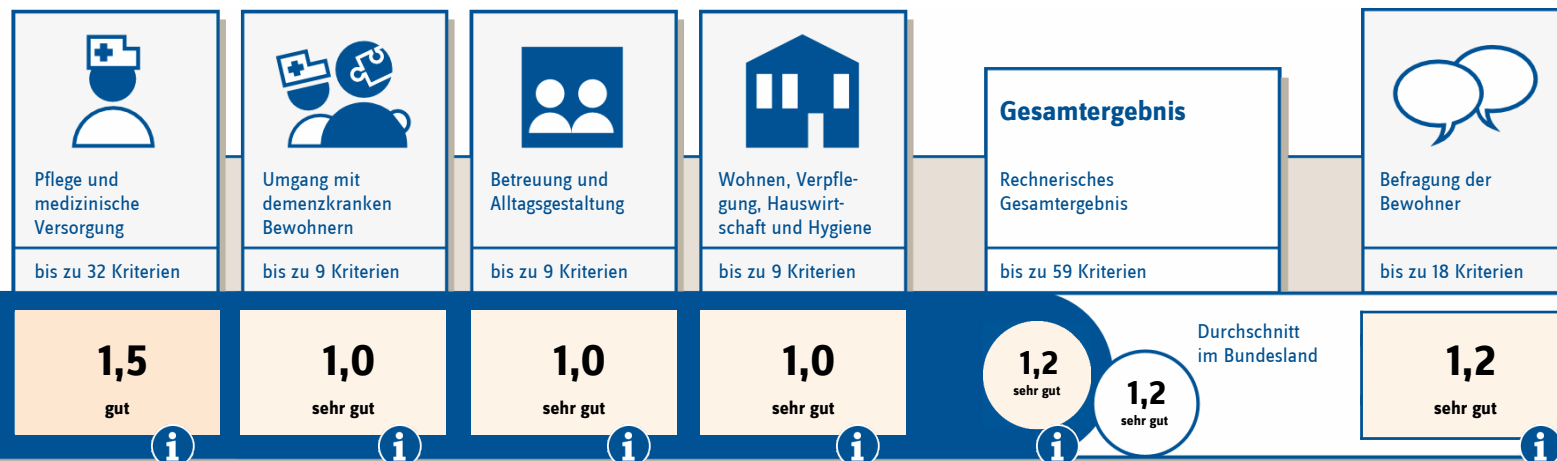 Pflege und
medizinische
Versorgung
bis zu 32 Kriterien
1,5
gut
i
Umgang mit
demenzkranken
Bewohnern
bis zu 9 Kriterien
1,0
sehr gut
i
Betreuung und
Alltagsgestaltung
bis zu 9 Kriterien
1,0
sehr gut
i
Wohnen, Verpfle-
gung, Hauswirt-
schaft und Hygiene
bis zu 9 Kriterien
1,0
sehr gut
i
Gesamtergebnis
Rechnerisches
Gesamtergebnis
bis zu 59 Kriterien
1,2
sehr gut
i
Durchschnitt
im Bundesland
1,2
sehr gut
Befragung der
Bewohner
bis zu 18 Kriterien
1,2
sehr gut
i